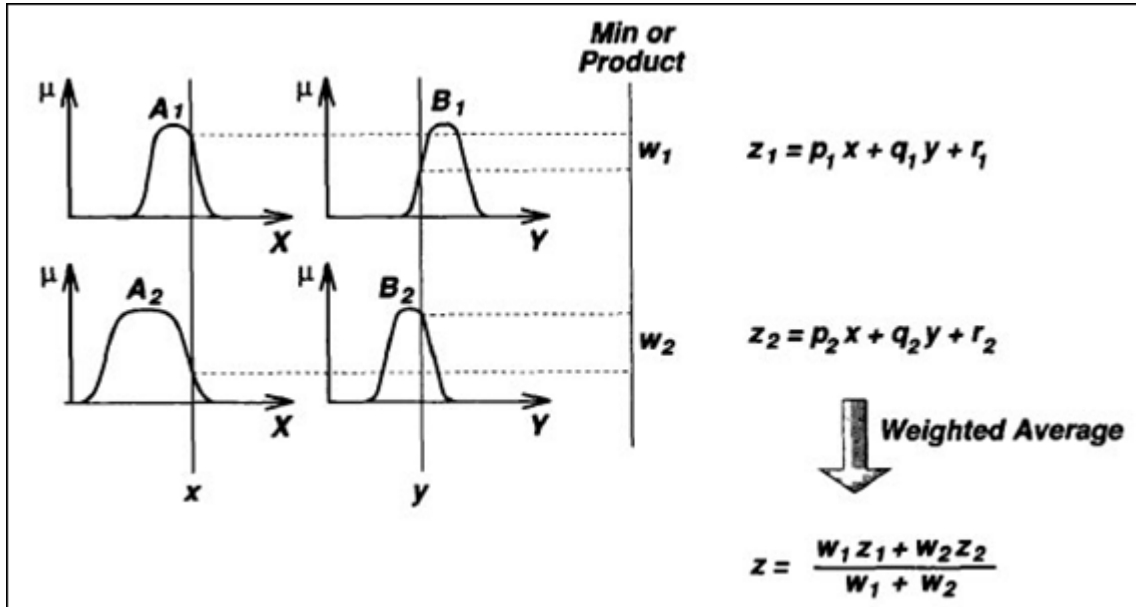 Min or
Product
μ
A₁
X
μ
B₁
Y
w₁
z₁ = p₁ x + q₁ y + r₁
μ
A₂
X
μ
B₂
Y
w₂
z₂ = p₂ x + q₂ y + r₂
Weighted Average
x
y
z = w₁ z₁ + w₂ z₂
w₁ + w₂